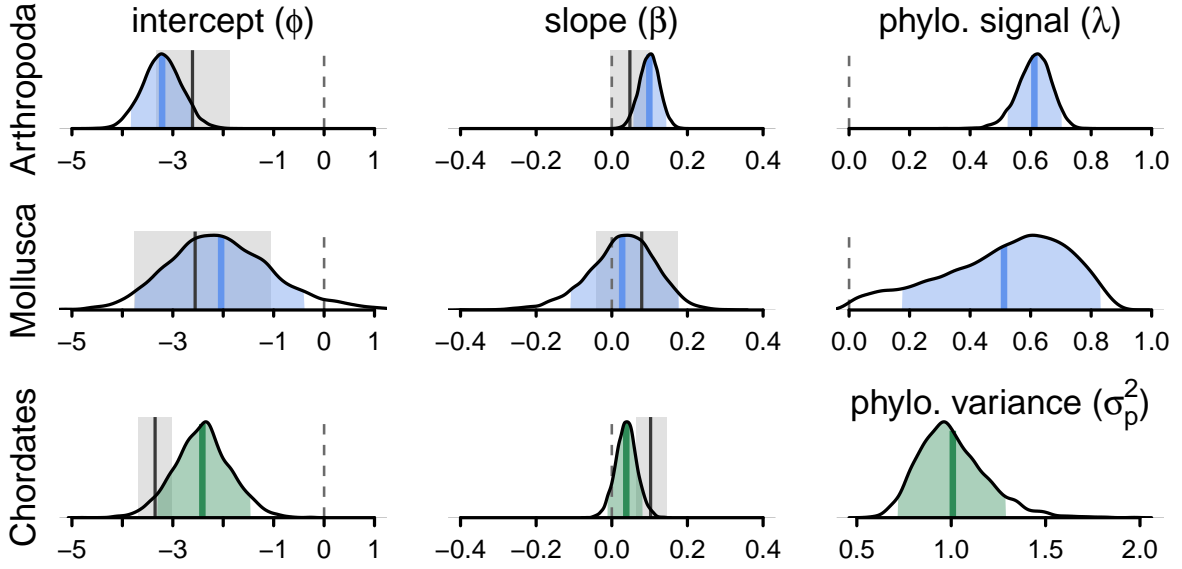 intercept (ϕ) slope (β) phylo. signal (λ)
Arthropoda
−5 −3 −1 0 1 −0.4 −0.2 0.0 0.2 0.4 0.0 0.2 0.4 0.6 0.8 1.0
Mollusca
−5 −3 −1 0 1 −0.4 −0.2 0.0 0.2 0.4 0.0 0.2 0.4 0.6 0.8 1.0
Chordates
phylo. variance (σ²ₚ)
−5 −3 −1 0 1 −0.4 −0.2 0.0 0.2 0.4 0.5 1.0 1.5 2.0